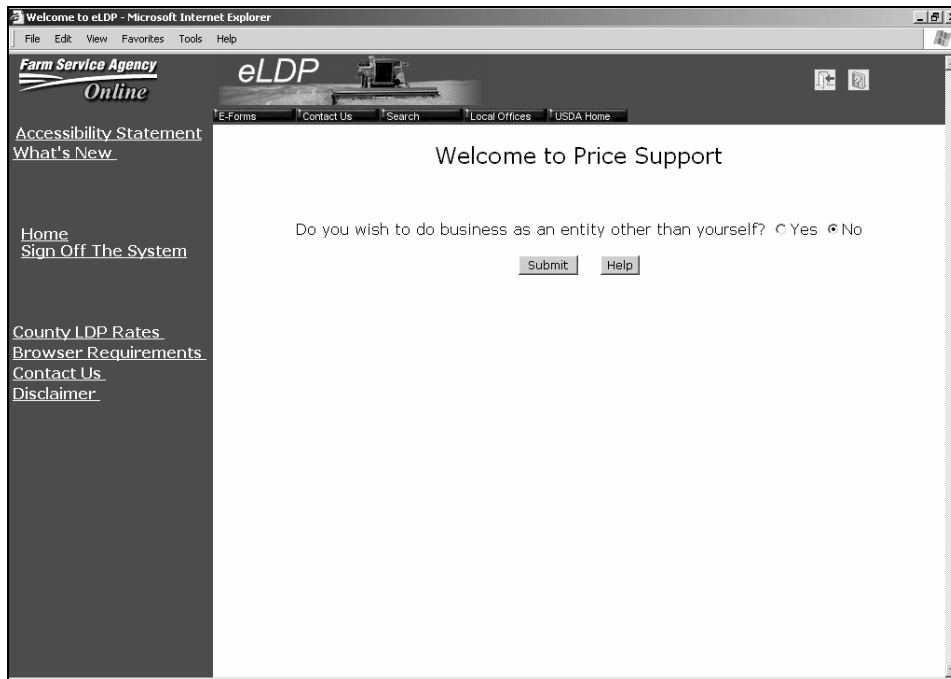 Welcome to eLDP - Microsoft Internet Explorer
File Edit View Favorites Tools Help
Farm Service Agency
Online
eLDP
E-Forms Contact Us Search Local Offices USDA Home
Accessibility Statement
What's New
Welcome to Price Support
Home
Sign Off The System
Do you wish to do business as an entity other than yourself? Yes No
Submit Help
County LDP Rates
Browser Requirements
Contact Us
Disclaimer